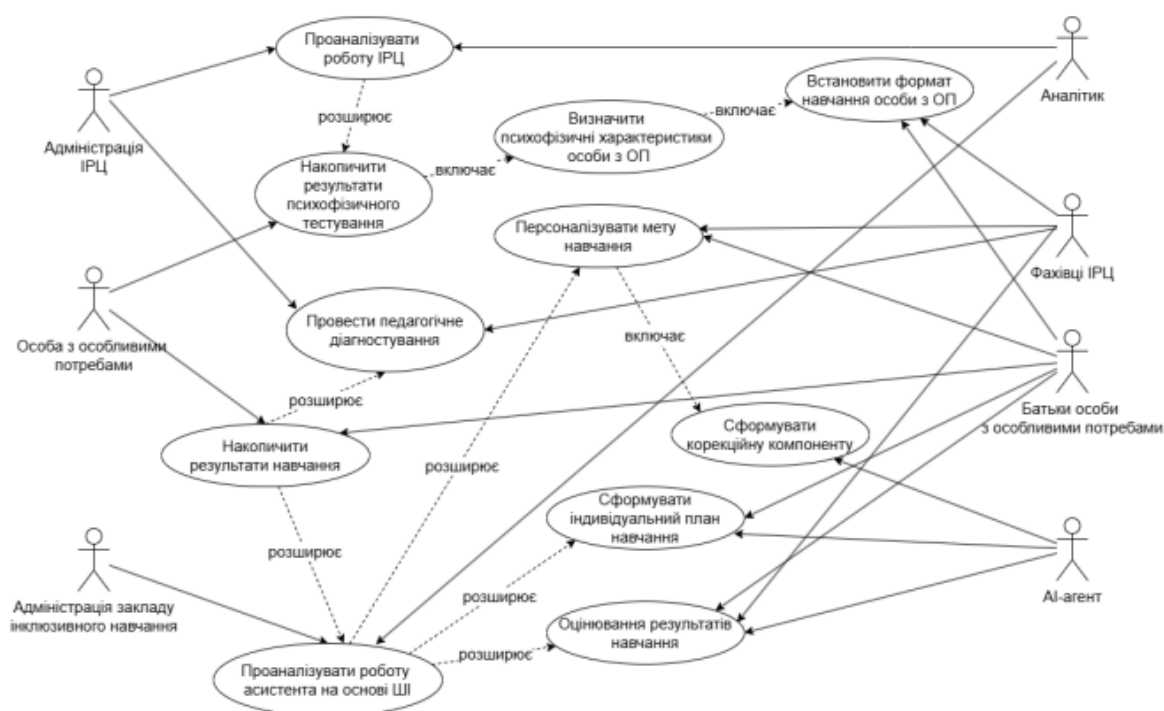 Проаналізувати
роботу ІРЦ
Встановити формат
навчання особи з ОП
Аналітик
розширює
Визначити
психофізичні характеристики
особи з ОП
включає
Адміністрація
ІРЦ
Накопичити
результати
психофізичного
тестування
включає
Персоналізувати мету
навчання
Фахівці ІРЦ
Провести педагогічне
діагностування
включає
Особа з особливими
потребами
розширює
Батьки особи
з особливими потребами
Накопичити
результати навчання
Сформувати
корекційну компоненту
розширює
Сформувати
індивідуальний план
навчання
розширює
розширює
Адміністрація закладу
інклюзивного навчання
АІ-агент
Оцінювання результатів
навчання
розширює
Проаналізувати роботу
асистента на основі ШІ